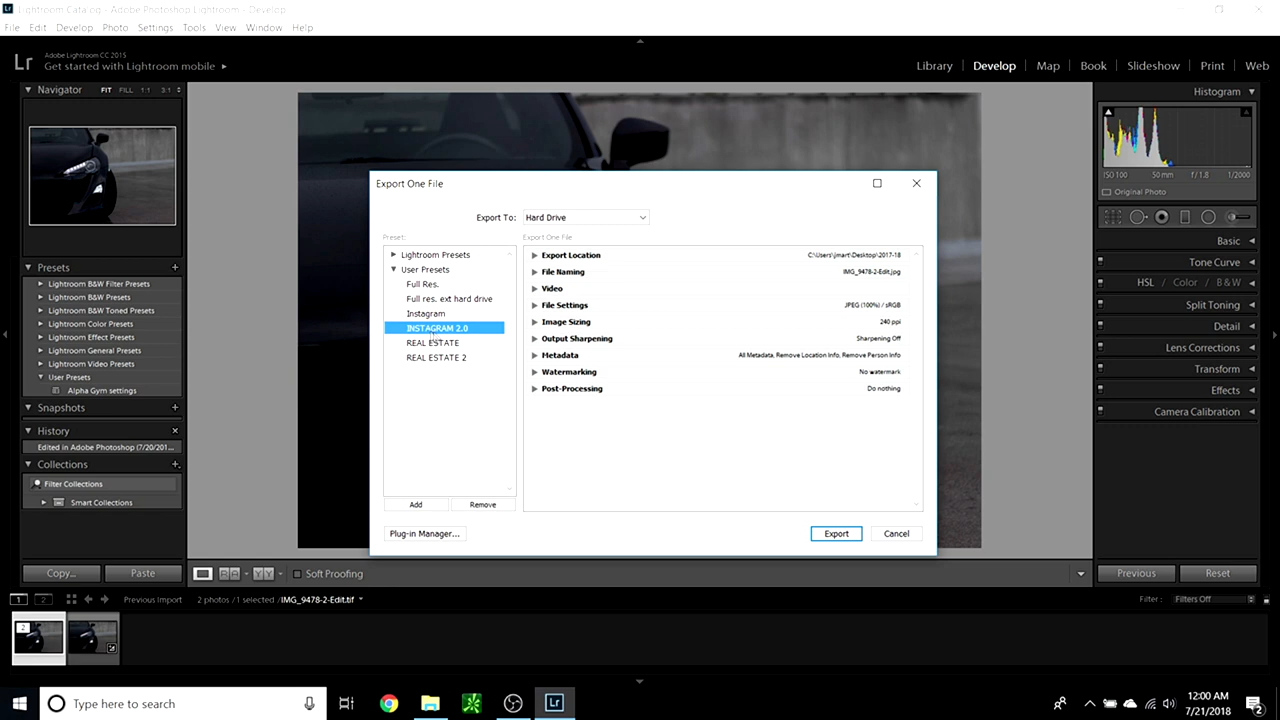 Lightroom Catalog - Adobe Photoshop Lightroom - Develop
File Edit Develop Photo Settings Tools View Window Help
Lr
Adobe Lightroom CC 2015
Get started with Lightroom mobile
Library Develop Map Book Slideshow Print Web
Navigator FIT FILL 1:1 3:1
Histogram
ISO 100 50 mm f / 1.8 1/2000
Original Photo
Basic
Tone Curve
HSL / Color / B & W
Split Toning
Detail
Lens Corrections
Transform
Effects
Camera Calibration
Presets
Lightroom B&W Filter Presets
Lightroom B&W Presets
Lightroom B&W Toned Presets
Lightroom Color Presets
Lightroom Effect Presets
Lightroom General Presets
Lightroom Video Presets
User Presets
Alpha Gym settings
Snapshots
History
Edited in Adobe Photoshop (7/20/201...
Collections
Filter Collections
Smart Collections
Export One File
Export To: Hard Drive
Preset:
Lightroom Presets
User Presets
Full Res.
Full res. ext hard drive
Instagram
INSTAGRAM 2.0
REAL ESTATE
REAL ESTATE 2
Add Remove
Export One File
Export Location C:\Users\jmart\Desktop\2017-18
File Naming IMG_9478-2-Edit.jpg
Video
File Settings JPEG (100%) / sRGB
Image Sizing 240 ppi
Output Sharpening Sharpening Off
Metadata All Metadata, Remove Location Info, Remove Person Info
Watermarking No watermark
Post-Processing Do nothing
Plug-in Manager... Export Cancel
Copy... Paste
Soft Proofing
Previous Reset
1 2 Previous Import 2 photos / 1 selected / IMG_9478-2-Edit.tif
Filter : Filters Off
2
Type here to search
Lr
12:00 AM
7/21/2018
2